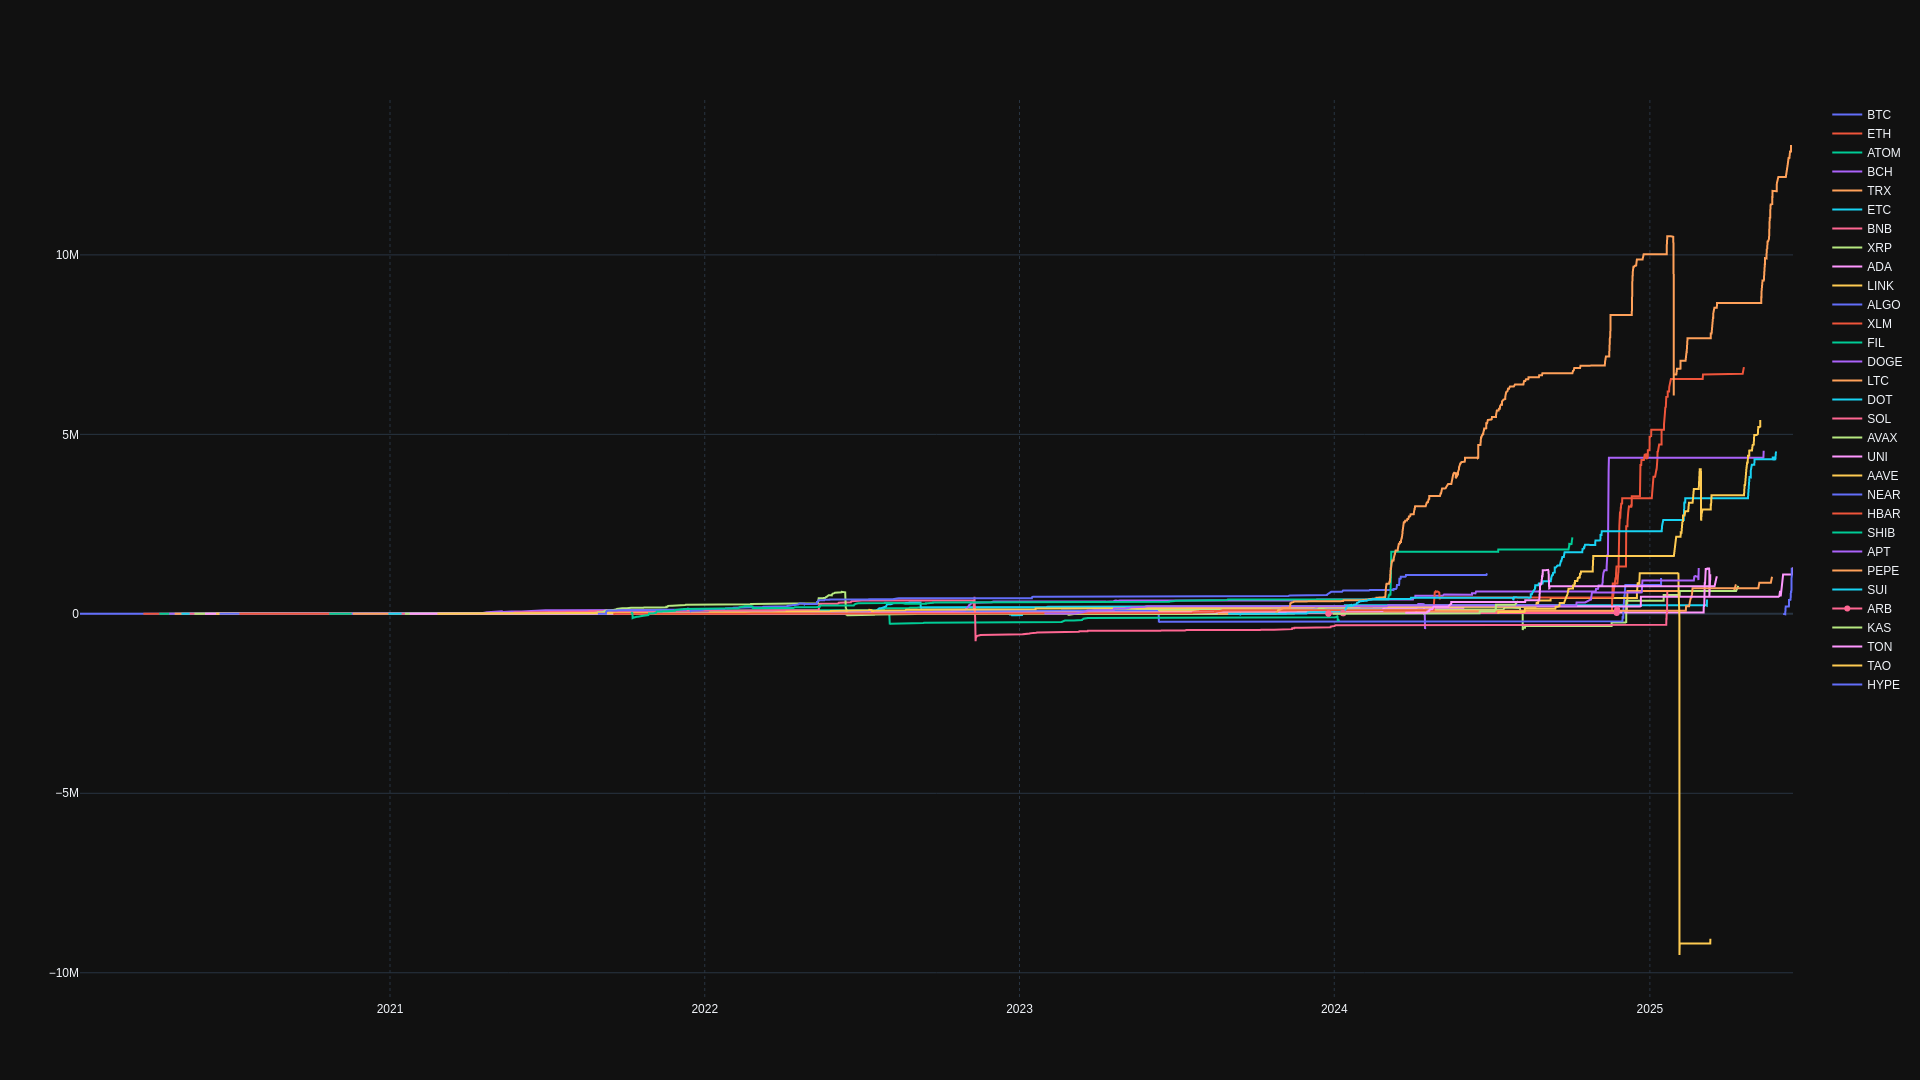 10M
5M
0
−5M
−10M
2021
2022
2023
2024
2025
BTC
ETH
ATOM
BCH
TRX
ETC
BNB
XRP
ADA
LINK
ALGO
XLM
FIL
DOGE
LTC
DOT
SOL
AVAX
UNI
AAVE
NEAR
HBAR
SHIB
APT
PEPE
SUI
ARB
KAS
TON
TAO
HYPE